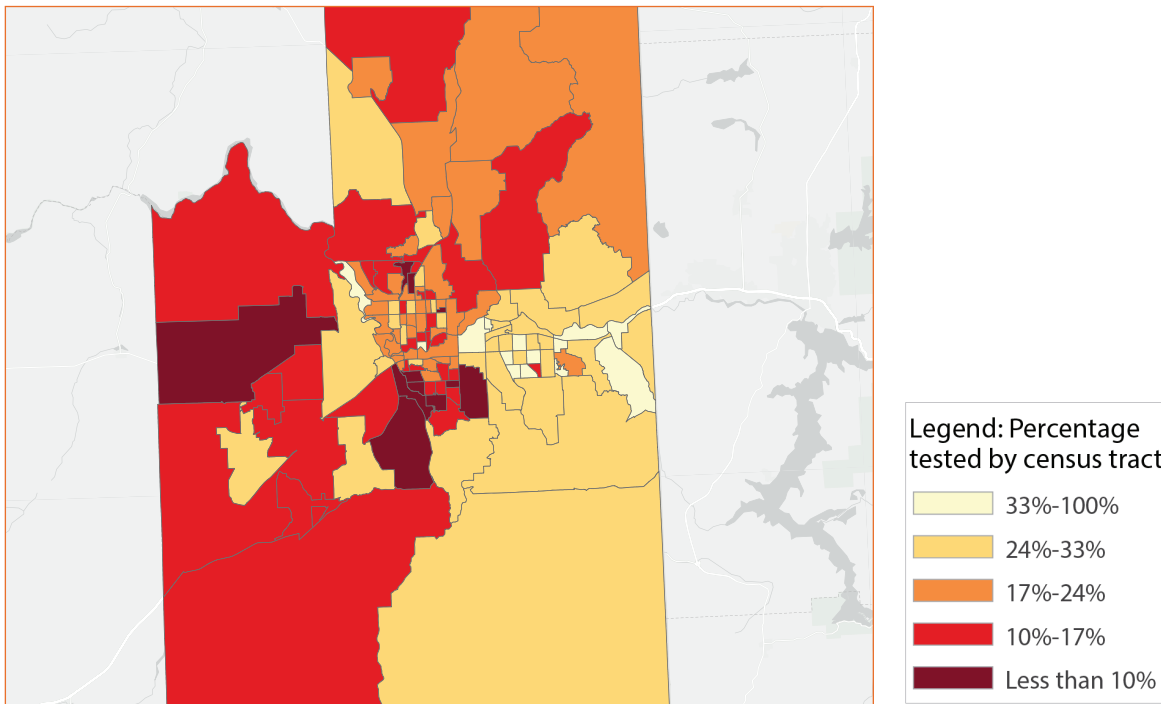 Legend: Percentage
tested by census tract
33%-100%
24%-33%
17%-24%
10%-17%
Less than 10%